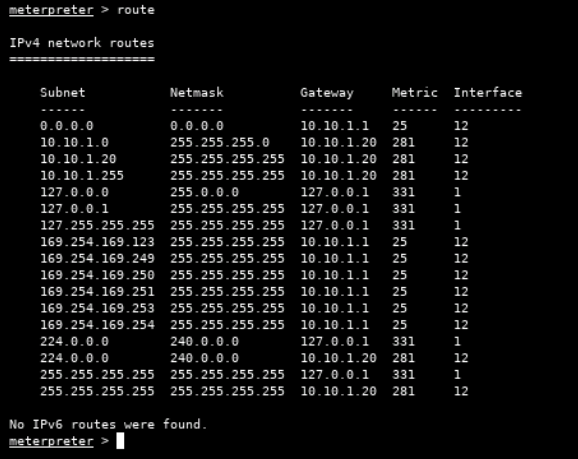 meterpreter > route
IPv4 network routes
===================
Subnet Netmask Gateway Metric Interface
------ ------- ------- ------ ---------
0.0.0.0 0.0.0.0 10.10.1.1 25 12
10.10.1.0 255.255.255.0 10.10.1.20 281 12
10.10.1.20 255.255.255.255 10.10.1.20 281 12
10.10.1.255 255.255.255.255 10.10.1.20 281 12
127.0.0.0 255.0.0.0 127.0.0.1 331 1
127.0.0.1 255.255.255.255 127.0.0.1 331 1
127.255.255.255 255.255.255.255 127.0.0.1 331 1
169.254.169.123 255.255.255.255 10.10.1.1 25 12
169.254.169.249 255.255.255.255 10.10.1.1 25 12
169.254.169.250 255.255.255.255 10.10.1.1 25 12
169.254.169.251 255.255.255.255 10.10.1.1 25 12
169.254.169.253 255.255.255.255 10.10.1.1 25 12
169.254.169.254 255.255.255.255 10.10.1.1 25 12
224.0.0.0 240.0.0.0 127.0.0.1 331 1
224.0.0.0 240.0.0.0 10.10.1.20 281 12
255.255.255.255 255.255.255.255 127.0.0.1 331 1
255.255.255.255 255.255.255.255 10.10.1.20 281 12
No IPv6 routes were found.
meterpreter >